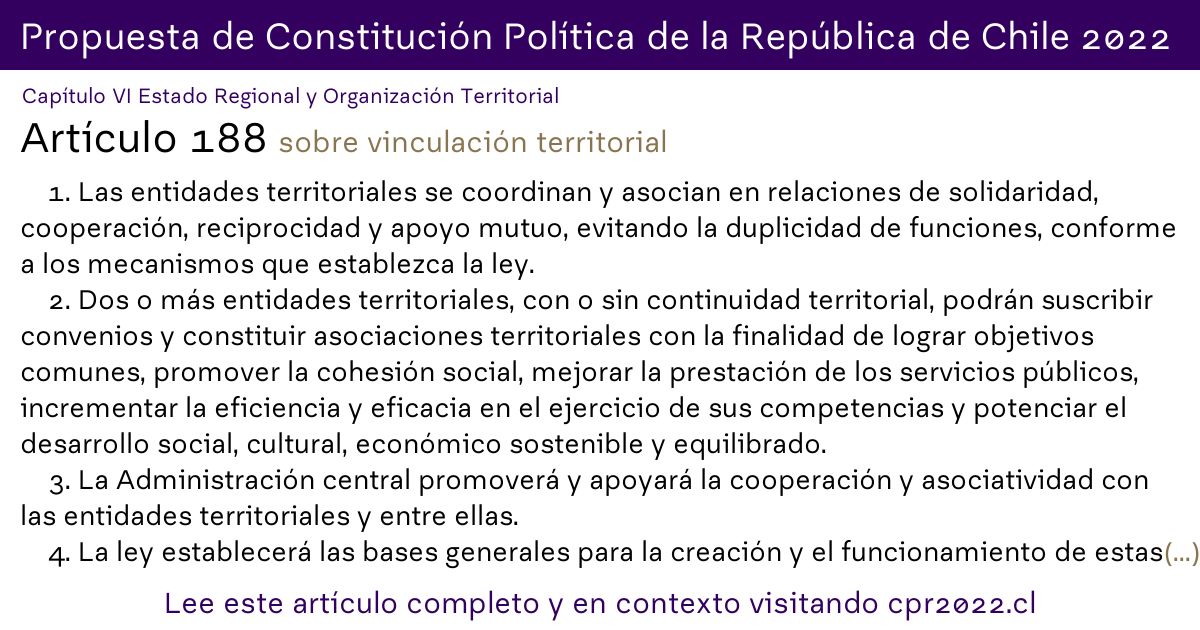 Propuesta de Constitución Política de la República de Chile 2022
Capítulo VI Estado Regional y Organización Territorial
Artículo 188 sobre vinculación territorial
1. Las entidades territoriales se coordinan y asocian en relaciones de solidaridad,
cooperación, reciprocidad y apoyo mutuo, evitando la duplicidad de funciones, conforme
a los mecanismos que establezca la ley.
2. Dos o más entidades territoriales, con o sin continuidad territorial, podrán suscribir
convenios y constituir asociaciones territoriales con la finalidad de lograr objetivos
comunes, promover la cohesión social, mejorar la prestación de los servicios públicos,
incrementar la eficiencia y eficacia en el ejercicio de sus competencias y potenciar el
desarrollo social, cultural, económico sostenible y equilibrado.
3. La Administración central promoverá y apoyará la cooperación y asociatividad con
las entidades territoriales y entre ellas.
4. La ley establecerá las bases generales para la creación y el funcionamiento de estas(...)
Lee este artículo completo y en contexto visitando cpr2022.cl